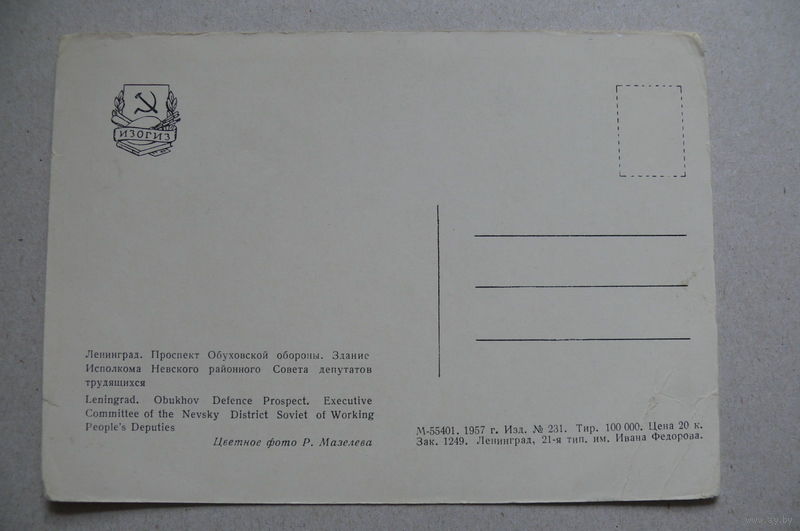 ИЗОГИЗ
Ленинград. Проспект Обуховской обороны. Здание
Исполкома Невского районного Совета депутатов
трудящихся
Leningrad. Obukhov Defence Prospect. Executive
Committee of the Nevsky District Soviet of Working
People's Deputies
Цветное фото Р. Мазелева
М-55401. 1957 г. Изд. № 231. Тир. 100 000. Цена 20 к.
Зак. 1249. Ленинград, 21-я тип. им. Ивана Федорова.